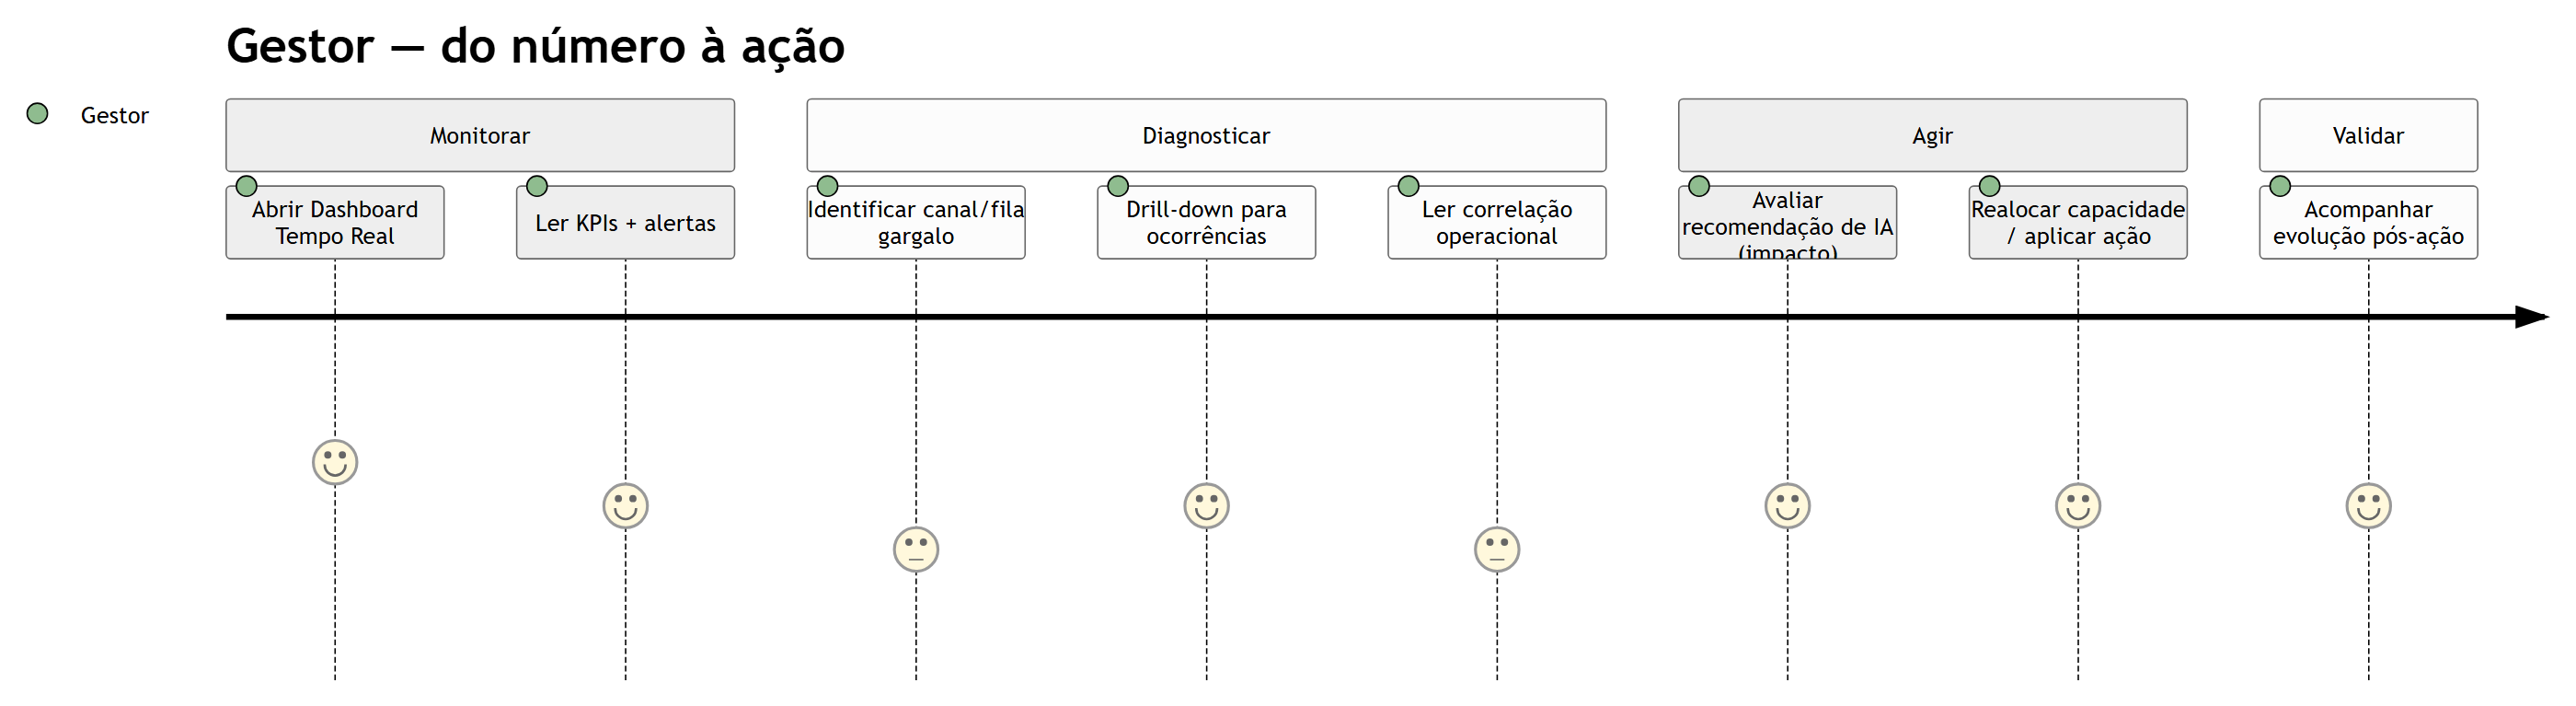 Gestor — do número à ação
Gestor
Monitorar
Diagnosticar
Agir
Validar
Abrir Dashboard
Tempo Real
Ler KPIs + alertas
Identificar canal/fila
gargalo
Drill-down para
ocorrências
Ler correlação
operacional
Avaliar
recomendação de IA
(impacto)
Realocar capacidade
/ aplicar ação
Acompanhar
evolução pós-ação